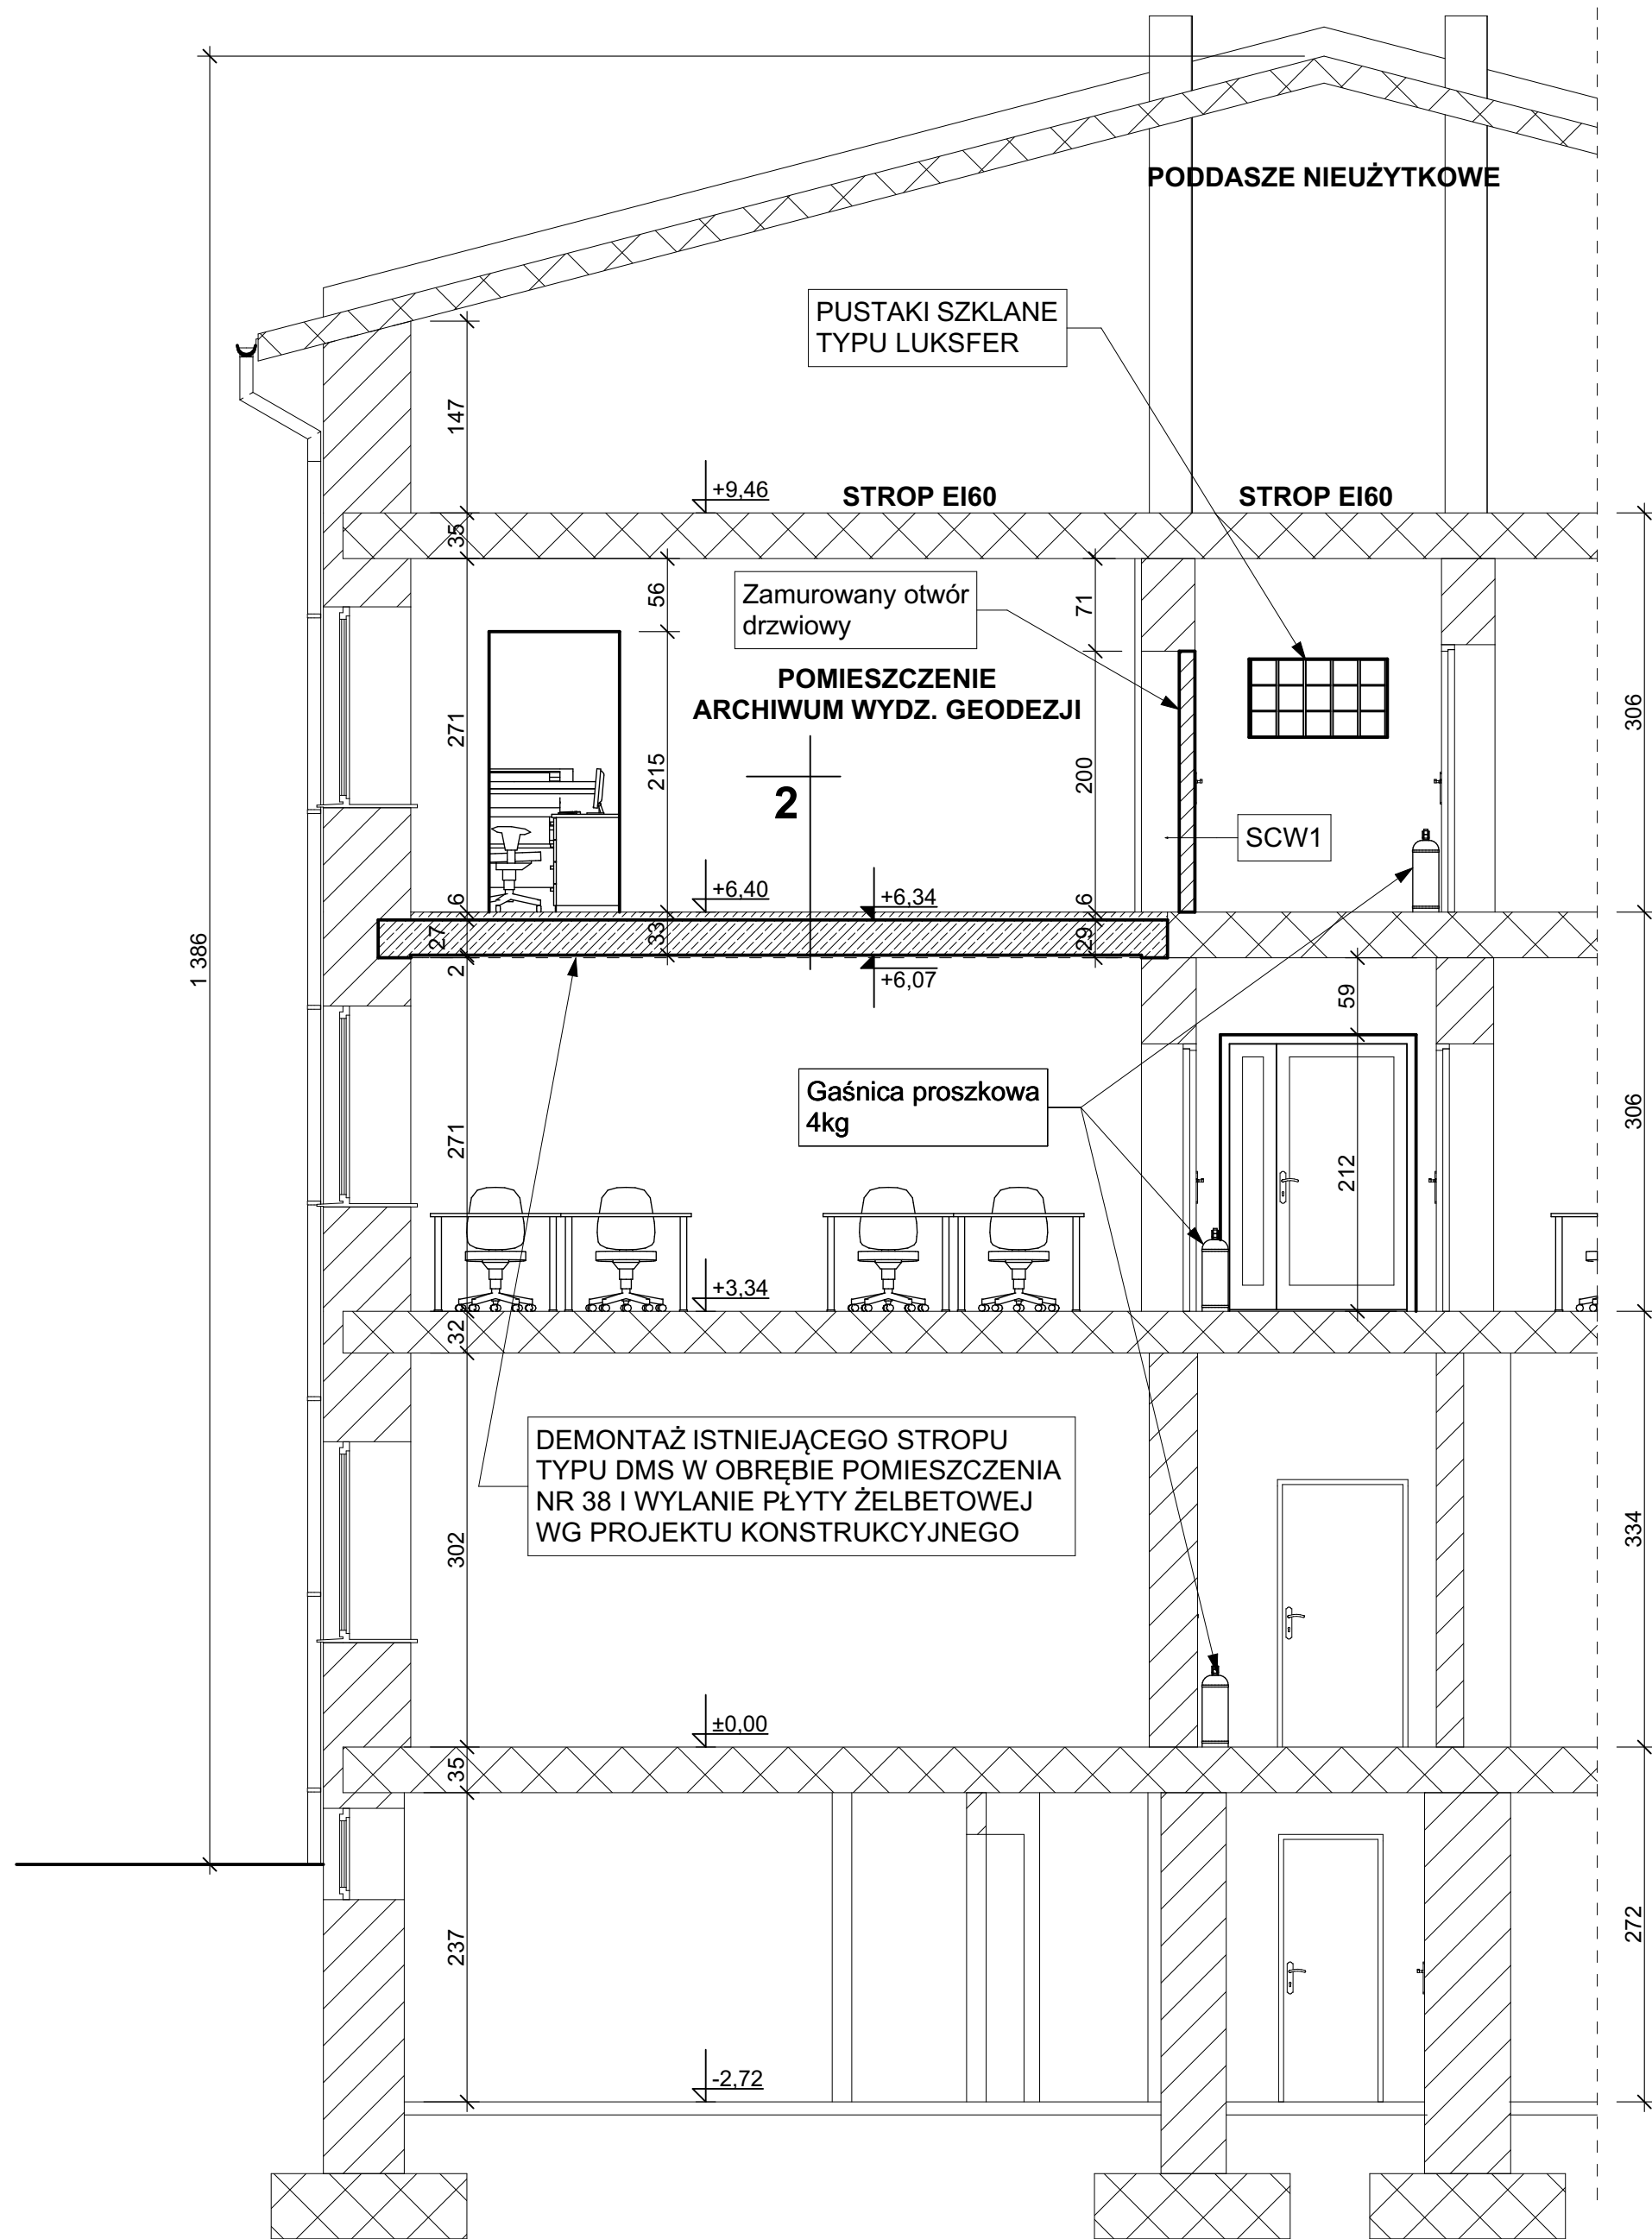 PODDASZE NIEUŻYTKOWE
PUSTAKI SZKLANE
TYPU LUKSFER
147
+9,46
STROP EI60
STROP EI60
35
56
71
Zamurowany otwór
drzwiowy
POMIESZCZENIE
ARCHIWUM WYDZ. GEODEZJI
271
215
200
306
2
SCW1
+6,40
+6,34
6
6
27
33
29
2
+6,07
1 386
59
Gaśnica proszkowa
4kg
271
212
306
+3,34
32
DEMONTAŻ ISTNIEJĄCEGO STROPU
TYPU DMS W OBRĘBIE POMIESZCZENIA
NR 38 I WYLANIE PŁYTY ŻELBETOWEJ
WG PROJEKTU KONSTRUKCYJNEGO
302
334
±0,00
35
237
272
-2,72